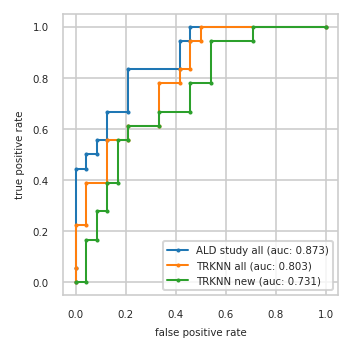 true positive rate
1.0
0.8
0.6
0.4
0.2
0.0
ALD study all (auc: 0.873)
TRKNN all (auc: 0.803)
TRKNN new (auc: 0.731)
0.0 0.2 0.4 0.6 0.8 1.0
false positive rate